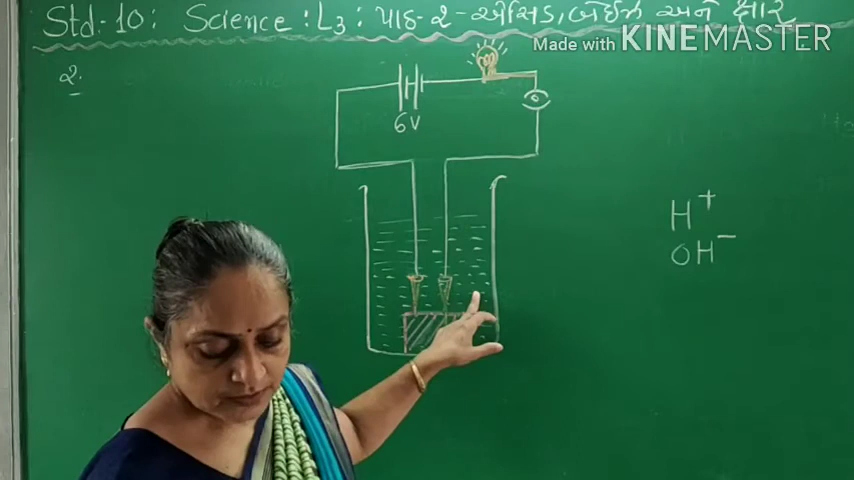 Std.-10: Science: L3: પાઠ-૨-એસિડ, બેઇઝ અને ક્ષાર
Made with KINEMASTER
૨.
6V
H+
OH−